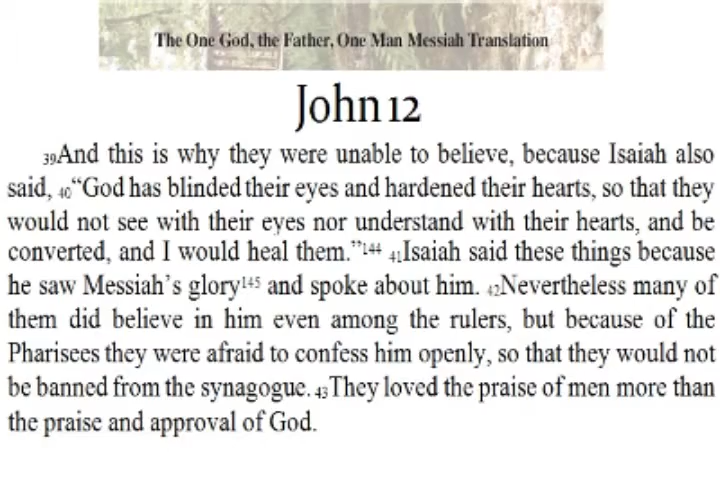 The One God, the Father, One Man Messiah Translation
John 12
39And this is why they were unable to believe, because Isaiah also
said, 40“God has blinded their eyes and hardened their hearts, so that they
would not see with their eyes nor understand with their hearts, and be
converted, and I would heal them.”144 41Isaiah said these things because
he saw Messiah’s glory145 and spoke about him. 42Nevertheless many of
them did believe in him even among the rulers, but because of the
Pharisees they were afraid to confess him openly, so that they would not
be banned from the synagogue. 43They loved the praise of men more than
the praise and approval of God.